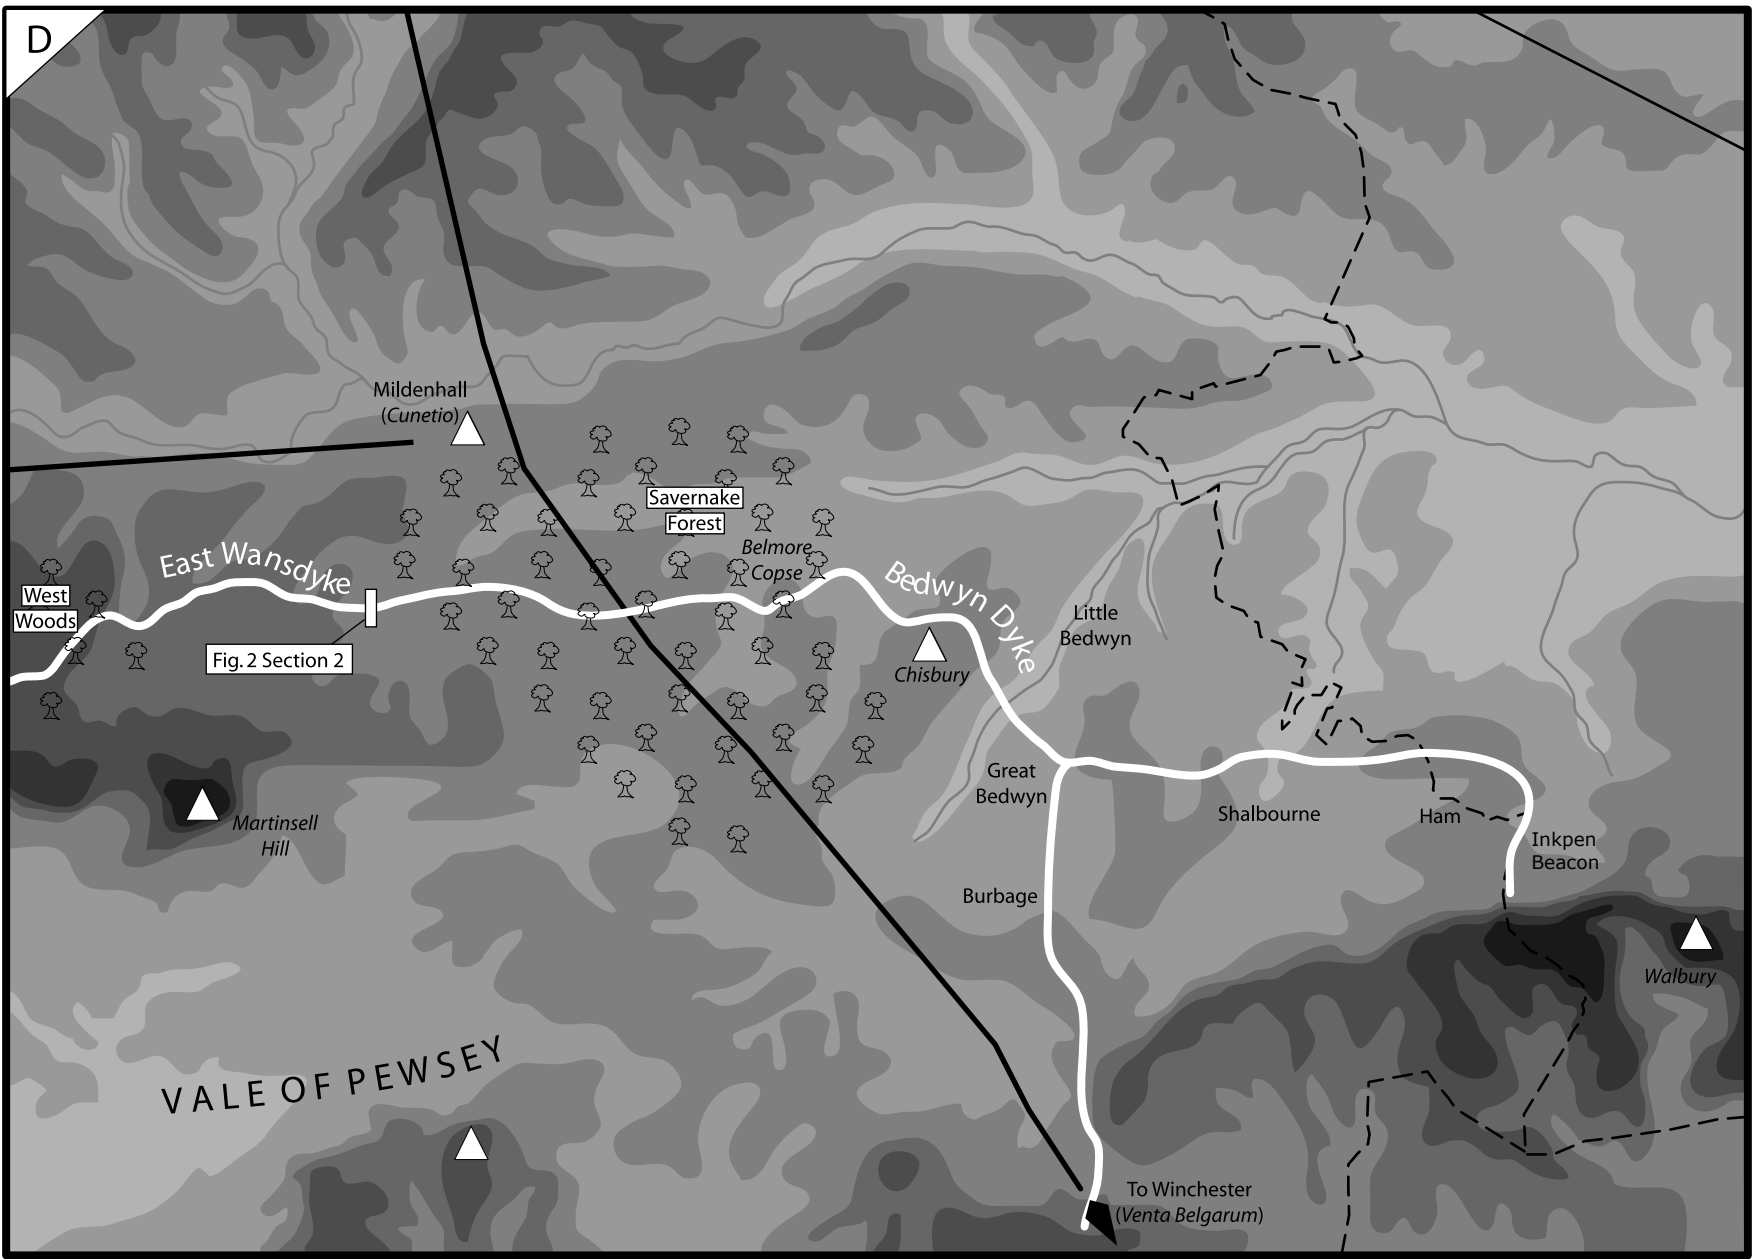 D
Mildenhall
(Cunetio)
Savernake
Forest
Belmore
Copse
East Wansdyke
Bedwyn Dyke
West
Woods
Little
Bedwyn
Fig. 2 Section 2
Chisbury
Great
Bedwyn
Martinsell
Hill
Shalbourne
Ham
Inkpen
Beacon
Burbage
Walbury
VALE OF PEWSEY
To Winchester
(Venta Belgarum)